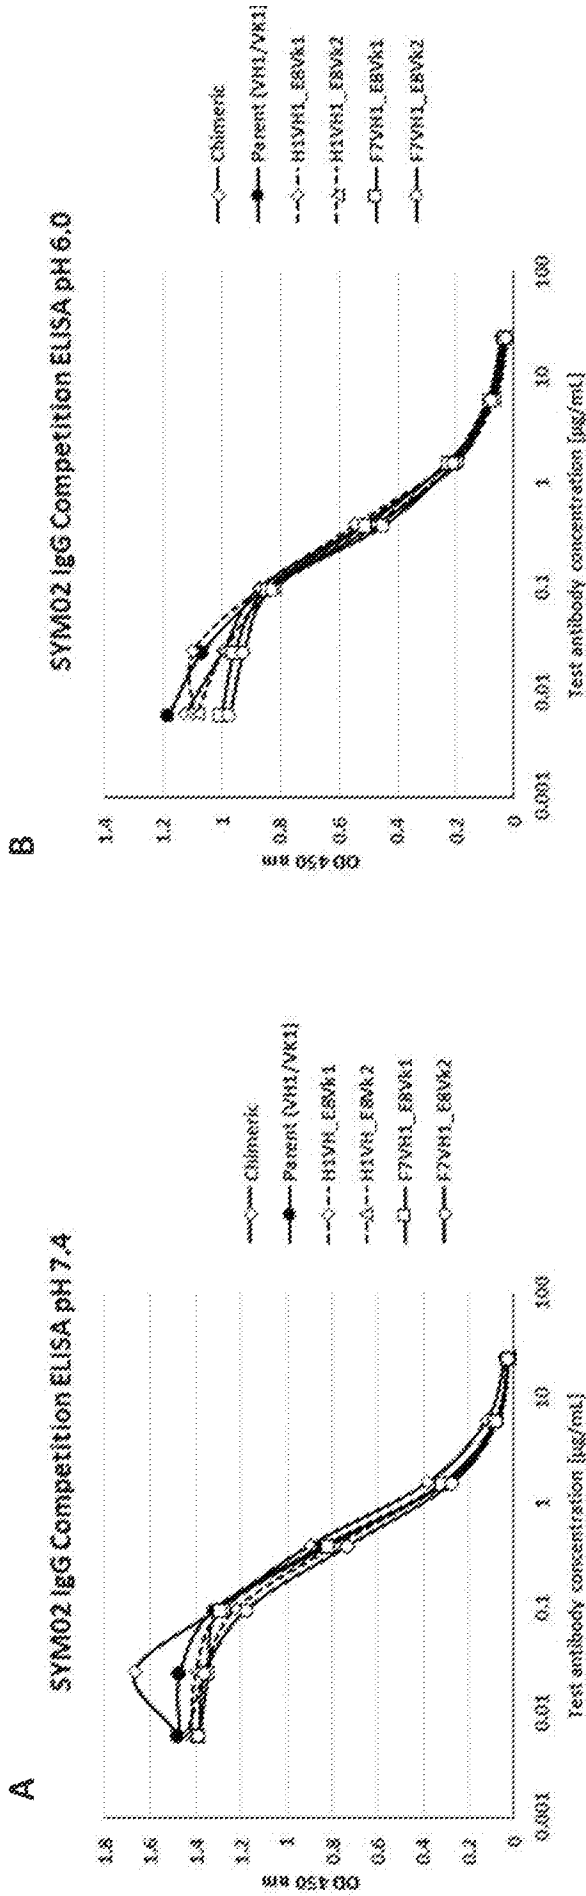 A
SYM02 IgG Competition ELISA pH 7.4
OD 450 nm
1.8
1.6
1.4
1.2
1
0.8
0.6
0.4
0.2
0
0.001
0.01
0.1
1
10
100
Test antibody concentration [µg/mL]
Chimeric
Parent (VH1/VK1)
H1VH_E8Vk1
H1VH_E8Vk2
F7VH1_E8Vk1
F7VH1_E8Vk2
B
SYM02 IgG Competition ELISA pH 6.0
OD 450 nm
1.4
1.2
1
0.8
0.6
0.4
0.2
0
0.001
0.01
0.1
1
10
100
Test antibody concentration [µg/mL]
Chimeric
Parent (VH1/VK1)
H1VH1_E8Vk1
H1VH1_E8Vk2
F7VH1_E8Vk1
F7VH1_E8Vk2